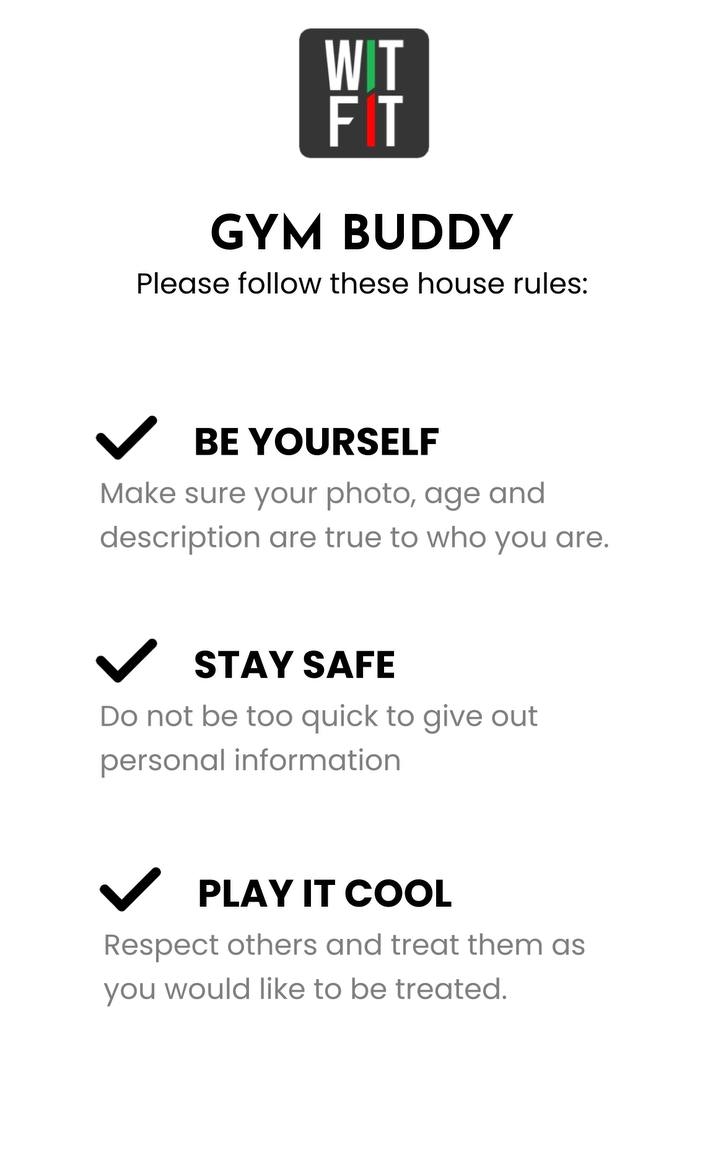 WIT
FIT
GYM BUDDY
Please follow these house rules:
BE YOURSELF
Make sure your photo, age and
description are true to who you are.
STAY SAFE
Do not be too quick to give out
personal information
PLAY IT COOL
Respect others and treat them as
you would like to be treated.